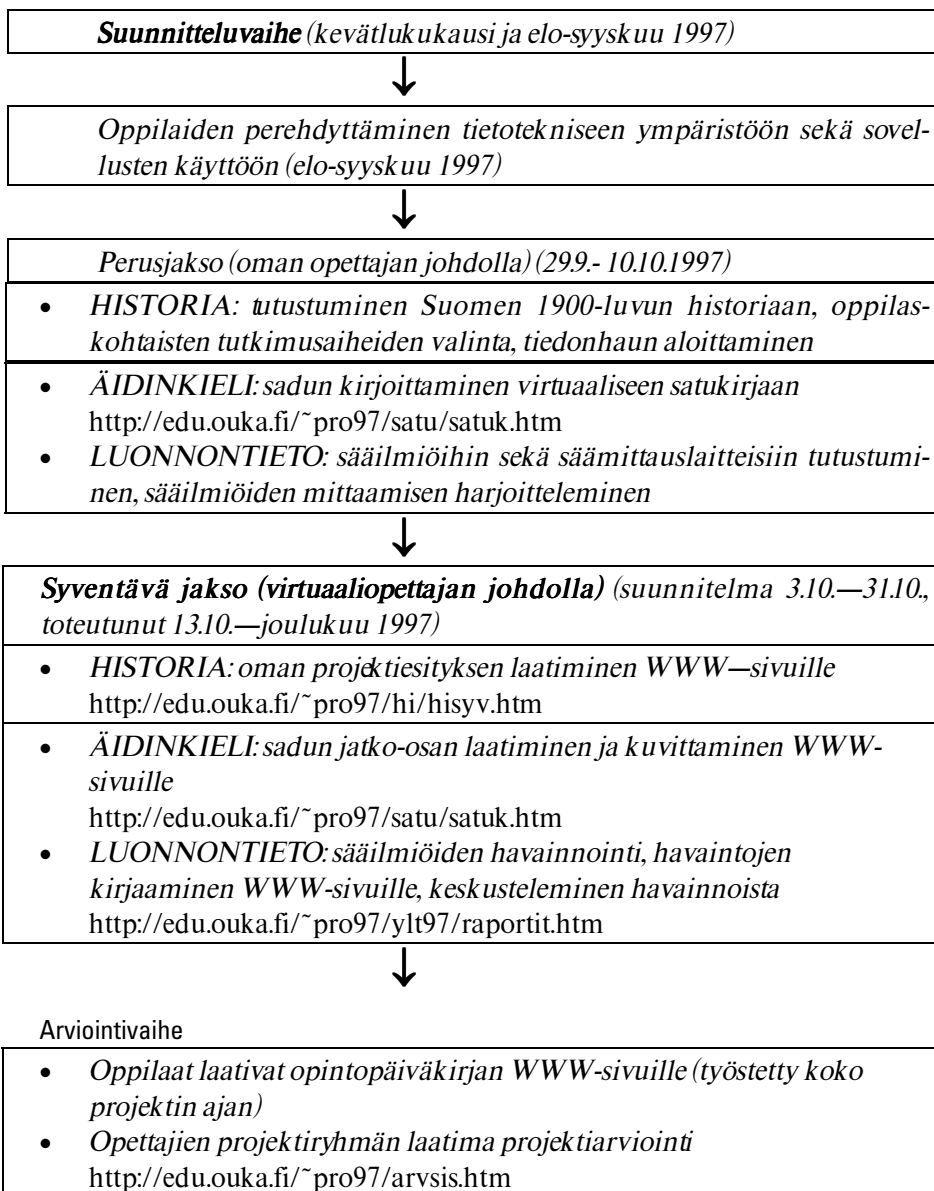 Suunnitteluvaihe (kevätlukukausi ja elo-syyskuu 1997)
Oppilaiden perehdyttäminen tietotekniseen ympäristöön sekä sovel-
lusten käyttöön (elo-syyskuu 1997)
Perusjakso (oman opettajan johdolla) (29.9.- 10.10.1997)
• HISTORIA: tutustuminen Suomen 1900-luvun historiaan, oppilas-
kohtaisten tutkimusaiheiden valinta, tiedonhaun aloittaminen
• ÄIDINKIELI: sadun kirjoittaminen virtuaaliseen satukirjaan
http://edu.ouka.fi/~pro97/satu/satuk.htm
• LUONNONTIETO: sääilmiöihin sekä säämittauslaitteisiin tutustumi-
nen, sääilmiöiden mittaamisen harjoitteleminen
Syventävä jakso (virtuaaliopettajan johdolla) (suunnitelma 3.10.—31.10.,
toteutunut 13.10.—joulukuu 1997)
• HISTORIA: oman projektiesityksen laatiminen WWW—sivuille
http://edu.ouka.fi/~pro97/hi/hisyv.htm
• ÄIDINKIELI: sadun jatko-osan laatiminen ja kuvittaminen WWW-
sivuille
http://edu.ouka.fi/~pro97/satu/satuk.htm
• LUONNONTIETO: sääilmiöiden havainnointi, havaintojen
kirjaaminen WWW-sivuille, keskusteleminen havainnoista
http://edu.ouka.fi/~pro97/ylt97/raportit.htm
Arviointivaihe
• Oppilaat laativat opintopäiväkirjan WWW-sivuille (työstetty koko
projektin ajan)
• Opettajien projektiryhmän laatima projektiarviointi
http://edu.ouka.fi/~pro97/arvsis.htm